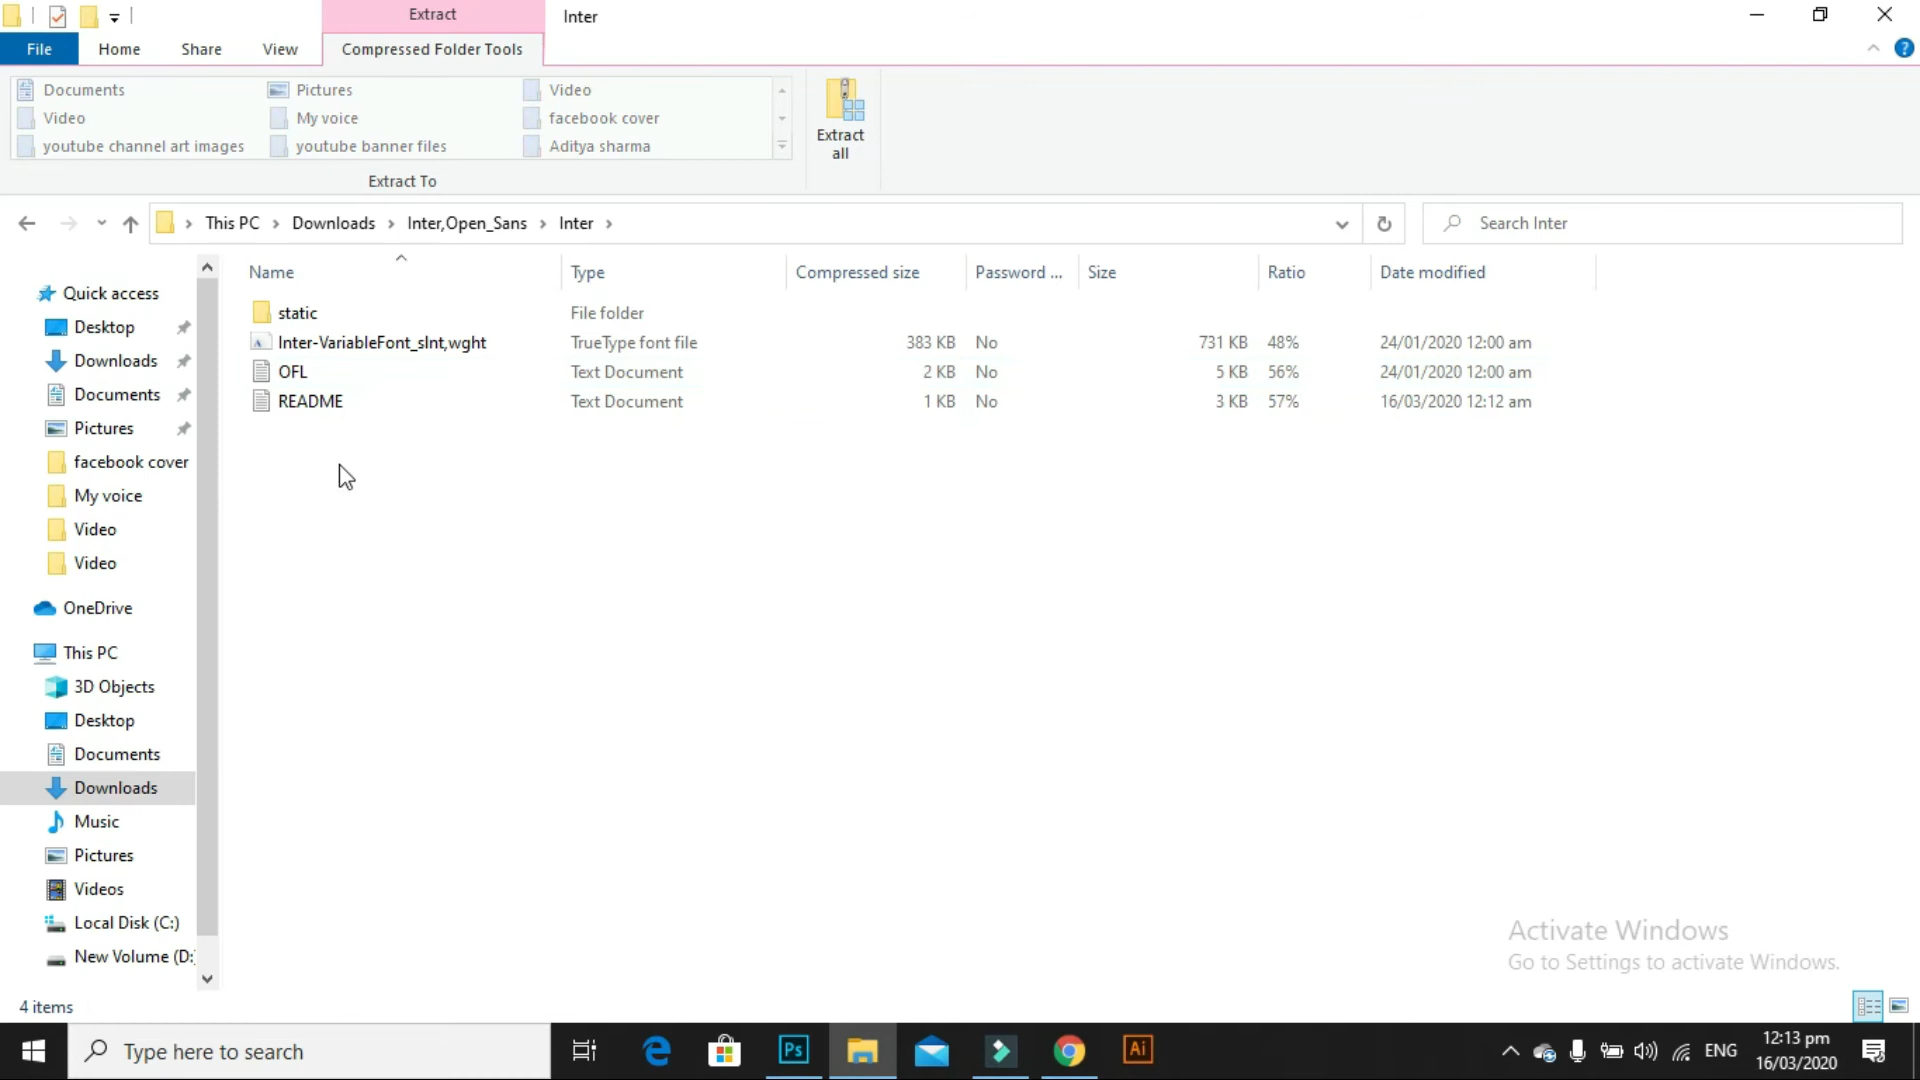 Extract
Inter
File
Home
Share
View
Compressed Folder Tools
Documents
Pictures
Video
Video
My voice
facebook cover
youtube channel art images
youtube banner files
Aditya sharma
Extract To
Extract
all
This PC
Downloads
Inter,Open_Sans
Inter
Search Inter
Name
Type
Compressed size
Password ...
Size
Ratio
Date modified
static
File folder
Inter-VariableFont_slnt,wght
TrueType font file
383 KB
No
731 KB
48%
24/01/2020 12:00 am
OFL
Text Document
2 KB
No
5 KB
56%
24/01/2020 12:00 am
README
Text Document
1 KB
No
3 KB
57%
16/03/2020 12:12 am
Quick access
Desktop
Downloads
Documents
Pictures
facebook cover
My voice
Video
Video
OneDrive
This PC
3D Objects
Desktop
Documents
Downloads
Music
Pictures
Videos
Local Disk (C:)
New Volume (D:
Activate Windows
Go to Settings to activate Windows.
4 items
Type here to search
Ps
Ai
ENG
12:13 pm
16/03/2020